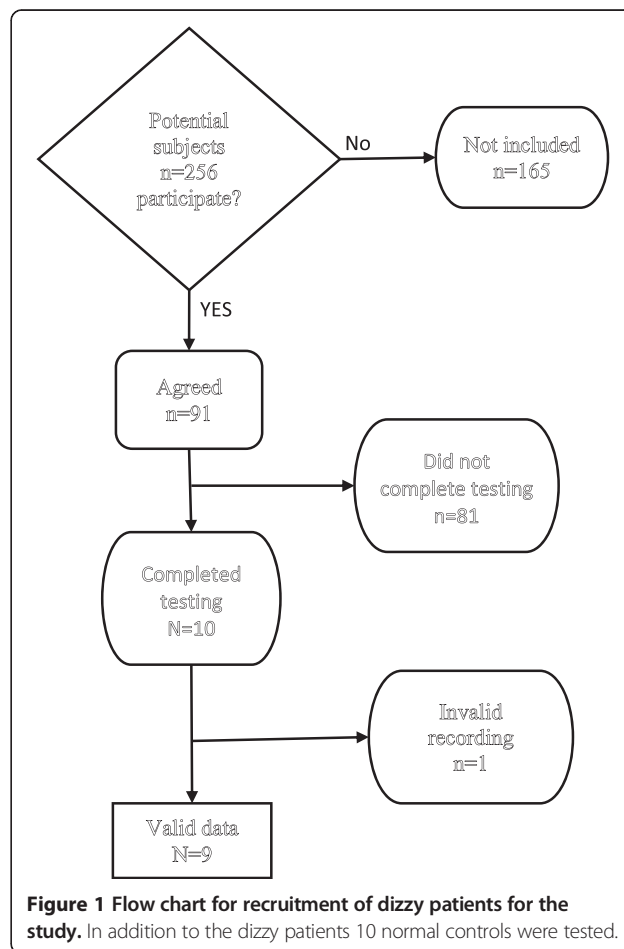 Potential
subjects
n=256
participate?
No
Not included
n=165
YES
Agreed
n=91
Did not
complete testing
n=81
Completed
testing
N=10
Invalid
recording
n=1
Valid data
N=9
Figure 1 Flow chart for recruitment of dizzy patients for the
study. In addition to the dizzy patients 10 normal controls were tested.